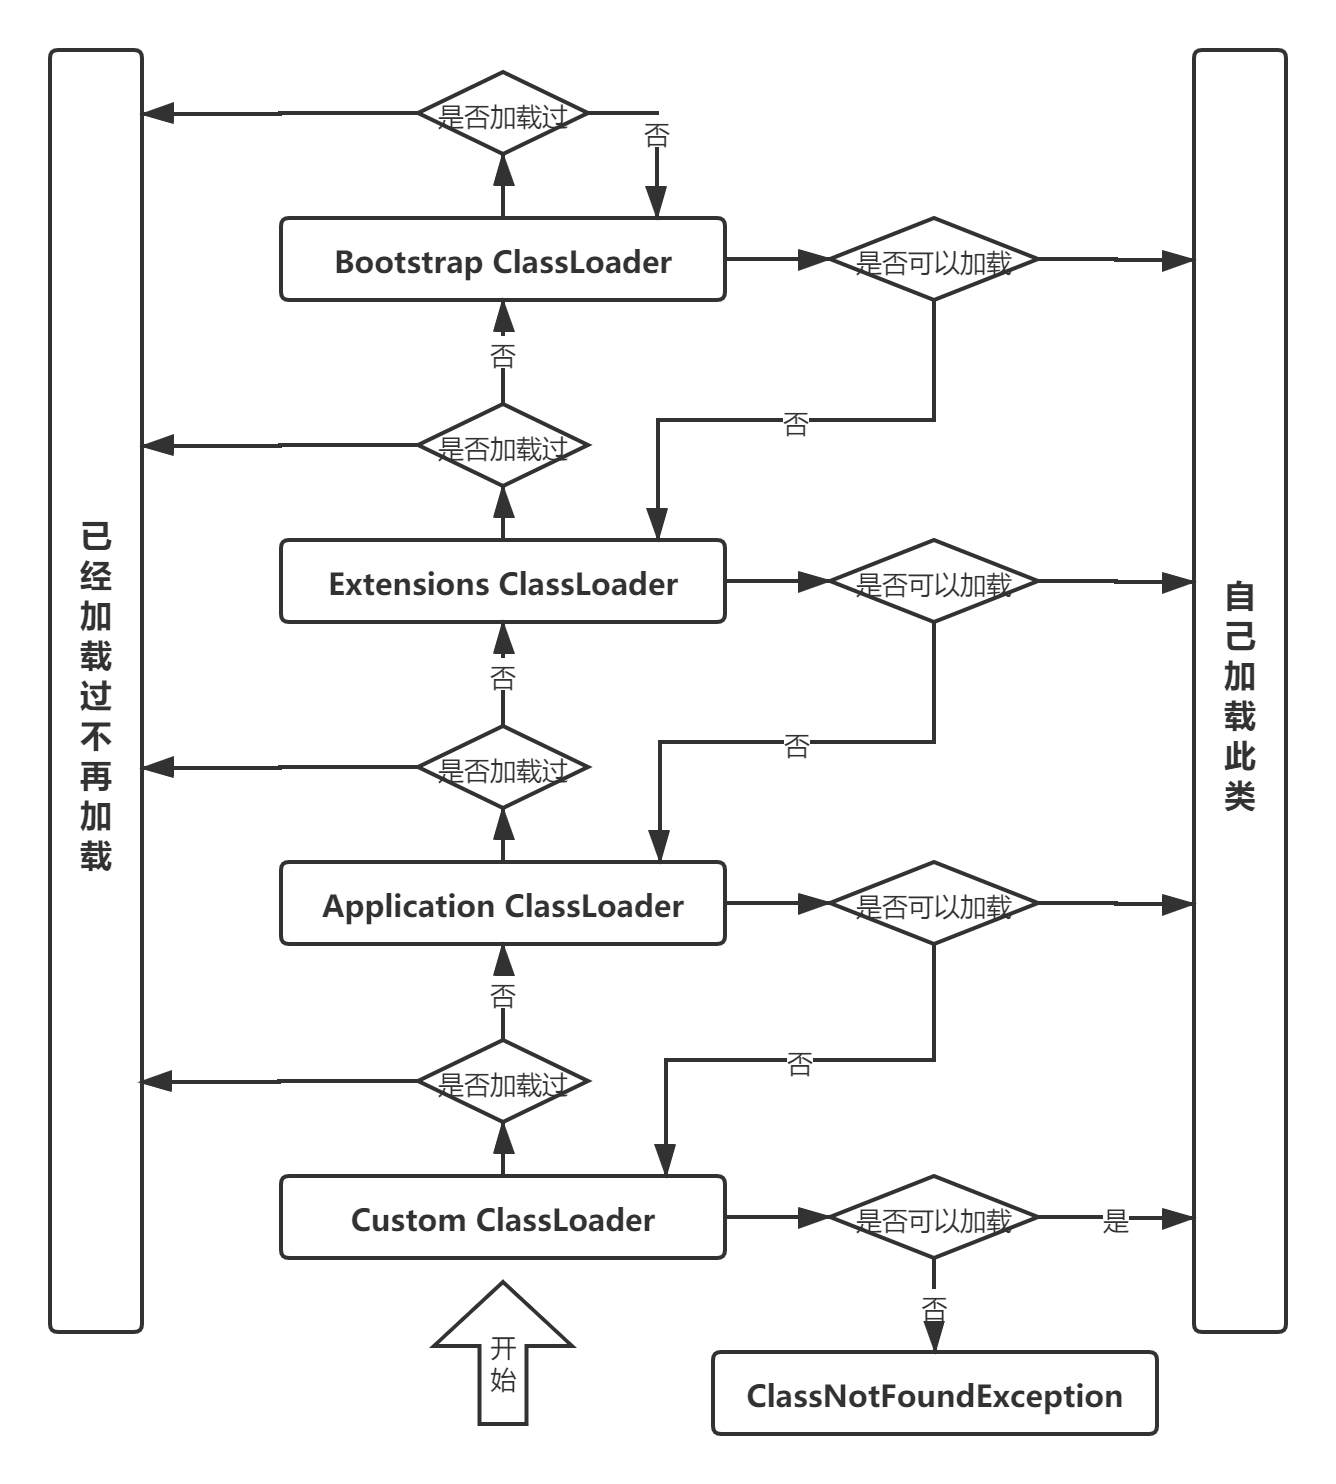 是否加载过
否
Bootstrap ClassLoader
是否可以加载
否
否
是否加载过
Extensions ClassLoader
是否可以加载
否
否
是否加载过
Application ClassLoader
是否可以加载
否
否
是否加载过
Custom ClassLoader
是否可以加载
是
否
ClassNotFoundException
开始
已经加载过不再加载
自己加载此类